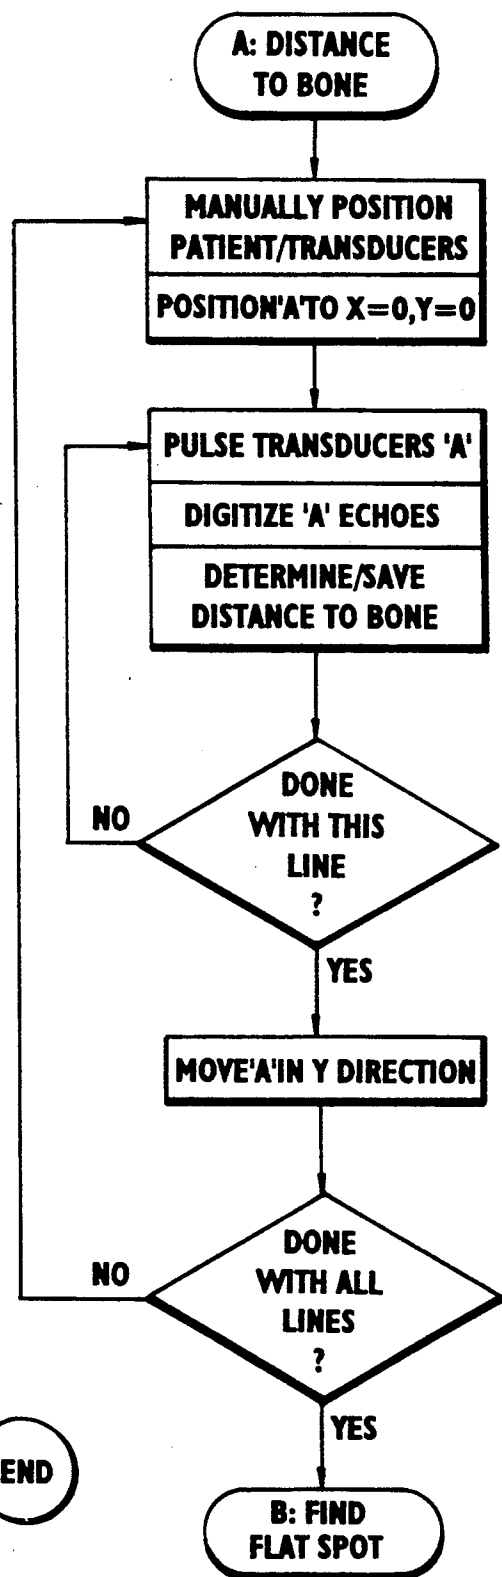 A: DISTANCE
TO BONE
MANUALLY POSITION
PATIENT/TRANSDUCERS
POSITION'A'TO X=0,Y=0
PULSE TRANSDUCERS 'A'
DIGITIZE 'A' ECHOES
DETERMINE/SAVE
DISTANCE TO BONE
DONE
WITH THIS
LINE
?
NO
YES
MOVE'A'IN Y DIRECTION
DONE
WITH ALL
LINES
?
NO
YES
END
B: FIND
FLAT SPOT